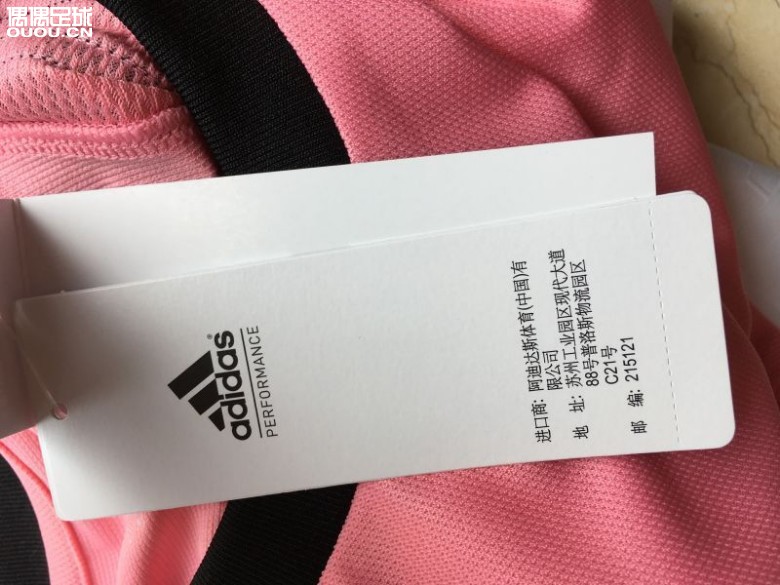 偶偶足球
OUOU.CN
adidas®
PERFORMANCE
进口商: 阿迪达斯体育(中国)有
限公司
地 址: 苏州工业园区现代大道
88号普洛斯物流园区
C21号
邮 编: 215121